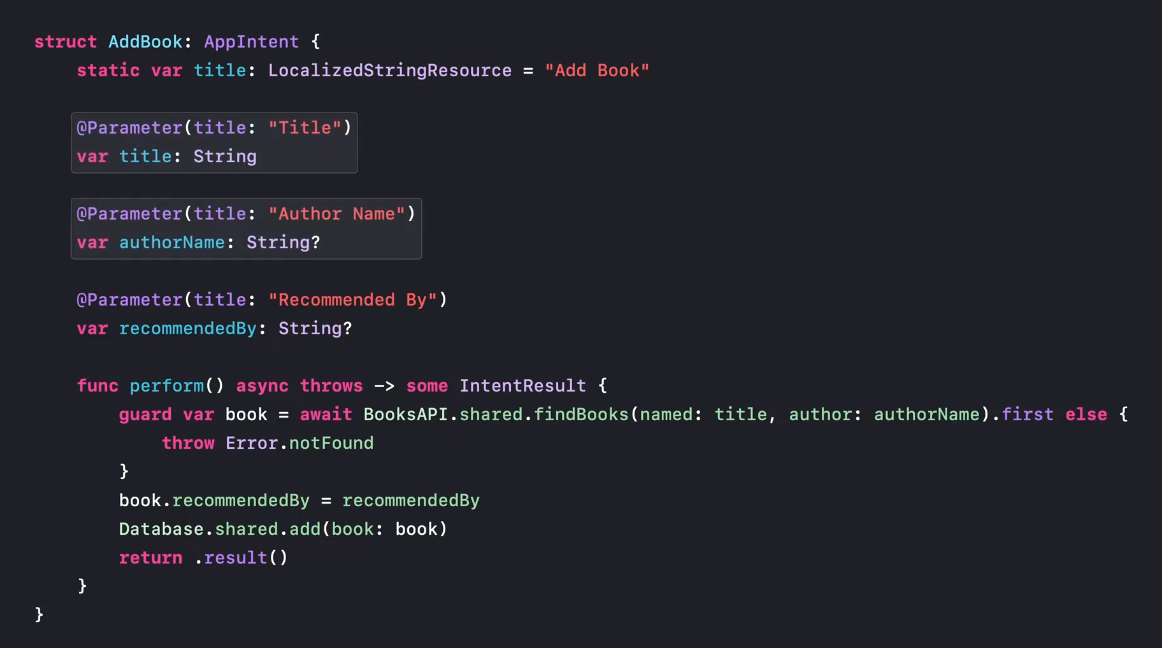 struct AddBook: AppIntent {
static var title: LocalizedStringResource = "Add Book"
@Parameter(title: "Title")
var title: String
@Parameter(title: "Author Name")
var authorName: String?
@Parameter(title: "Recommended By")
var recommendedBy: String?
func perform() async throws -> some IntentResult {
guard var book = await BooksAPI.shared.findBooks(named: title, author: authorName).first else {
throw Error.notFound
}
book.recommendedBy = recommendedBy
Database.shared.add(book: book)
return .result()
}
}